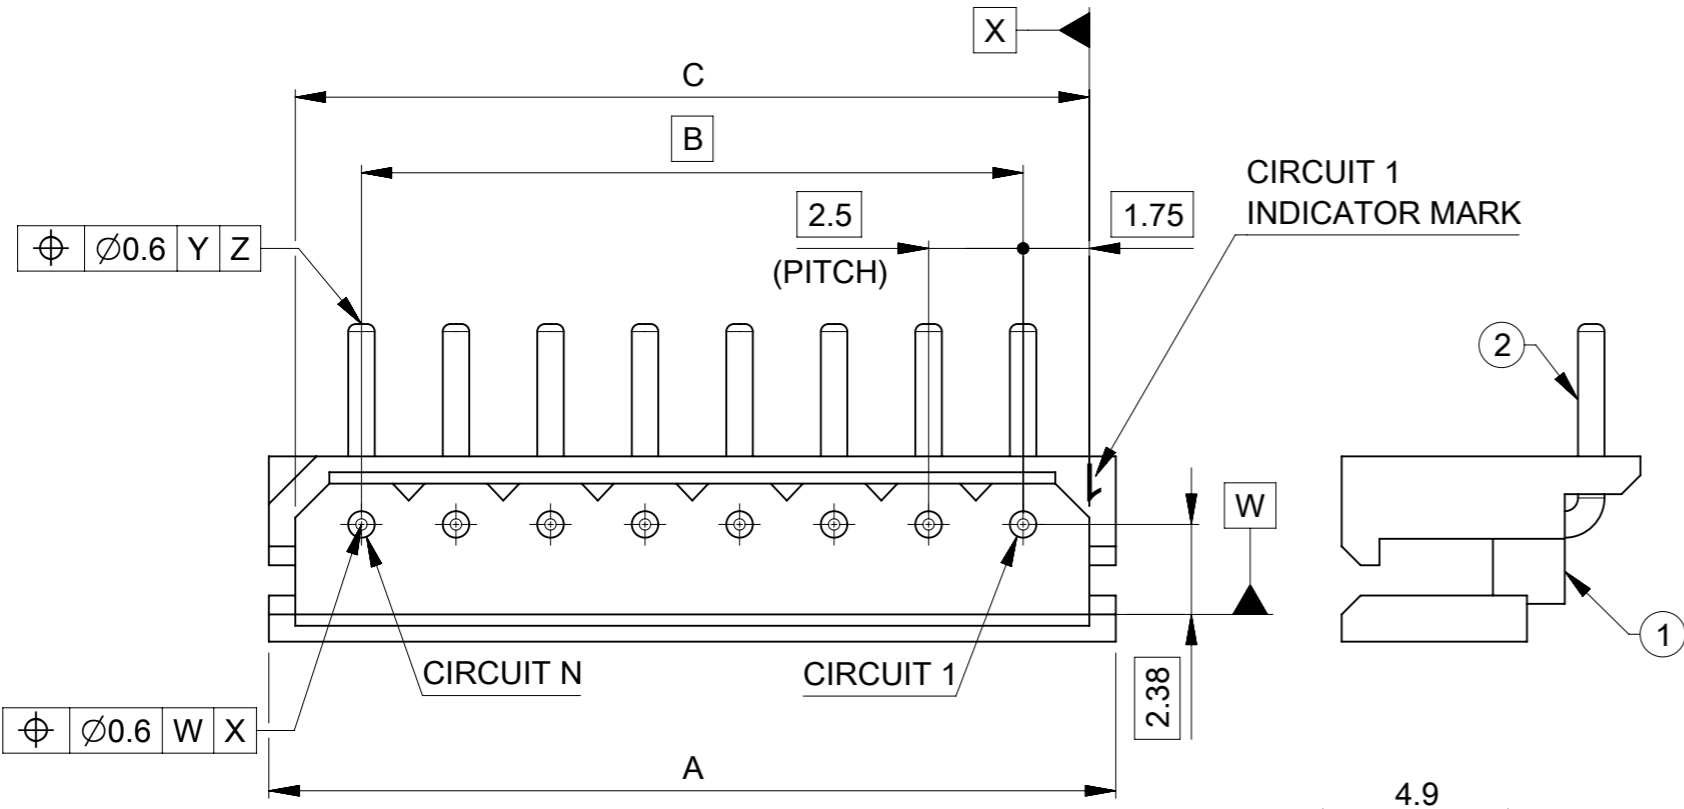 X
C
B
CIRCUIT 1
INDICATOR MARK
2.5
1.75
(PITCH)
⌖ ∅0.6 Y Z
2
W
1
CIRCUIT N
CIRCUIT 1
2.38
⌖ ∅0.6 W X
A
4.9